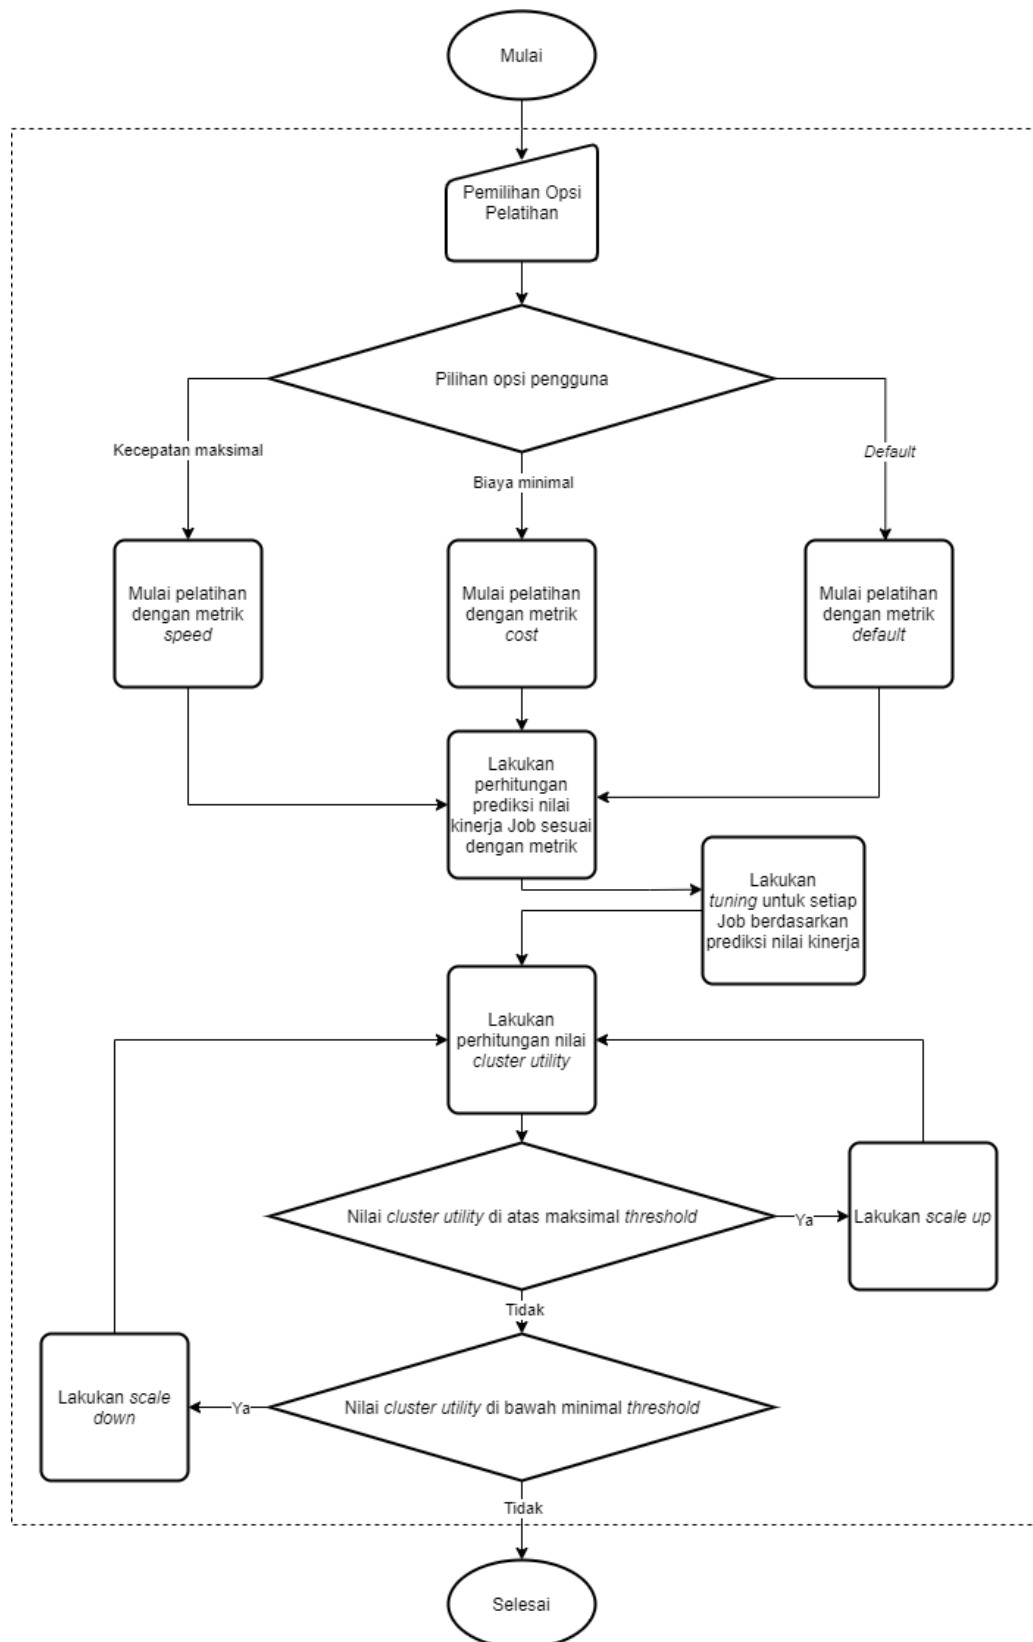 Mulai
Pemilihan Opsi
Pelatihan
Pilihan opsi pengguna
Kecepatan maksimal
Biaya minimal
Default
Mulai pelatihan
dengan metrik
speed
Mulai pelatihan
dengan metrik
cost
Mulai pelatihan
dengan metrik
default
Lakukan
perhitungan
prediksi nilai
kinerja Job sesuai
dengan metrik
Lakukan
tuning untuk setiap
Job berdasarkan
prediksi nilai kinerja
Lakukan
perhitungan nilai
cluster utility
Nilai cluster utility di atas maksimal threshold
Ya
Lakukan scale up
Tidak
Nilai cluster utility di bawah minimal threshold
Ya
Lakukan scale
down
Tidak
Selesai